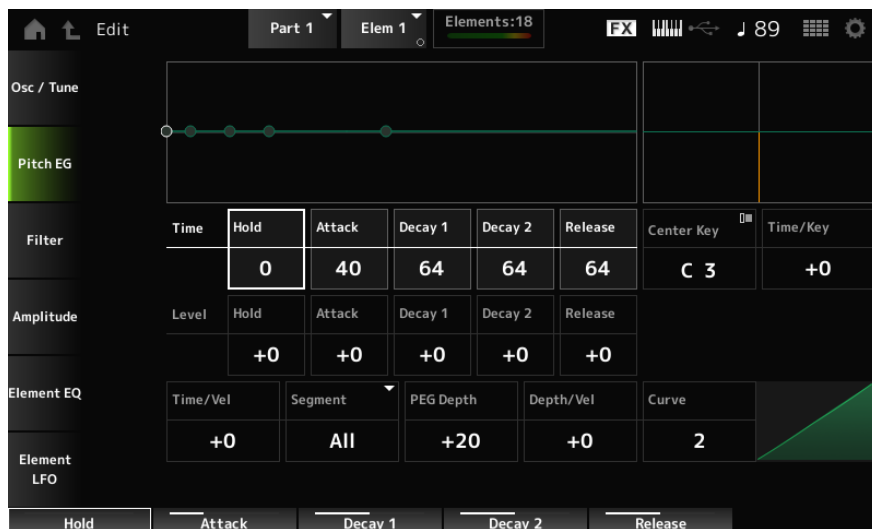 Edit Part 1 Elem 1 Elements:18 FX ♩ 89
Osc / Tune
Pitch EG
Filter
Amplitude
Element EQ
Element
LFO
Time Hold Attack Decay 1 Decay 2 Release Center Key Time/Key
0 40 64 64 64 C 3 +0
Level Hold Attack Decay 1 Decay 2 Release
+0 +0 +0 +0 +0
Time/Vel Segment PEG Depth Depth/Vel Curve
+0 All +20 +0 2
Hold Attack Decay 1 Decay 2 Release